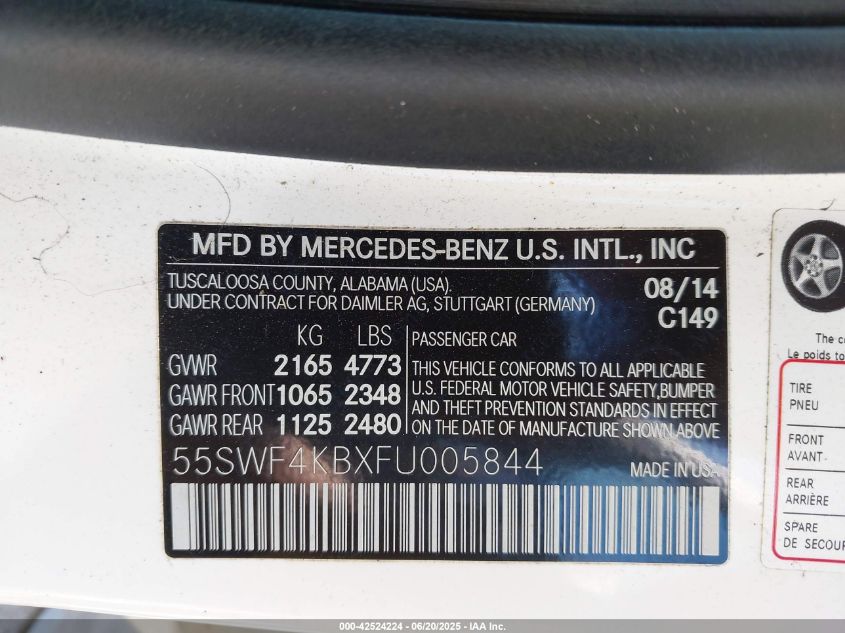 MFD BY MERCEDES-BENZ U.S. INTL., INC
TUSCALOOSA COUNTY, ALABAMA (USA).
UNDER CONTRACT FOR DAIMLER AG, STUTTGART (GERMANY)
08/14
C149
KG LBS
GVWR 2165 4773
GAWR FRONT 1065 2348
GAWR REAR 1125 2480
PASSENGER CAR
THIS VEHICLE CONFORMS TO ALL APPLICABLE
U.S. FEDERAL MOTOR VEHICLE SAFETY,BUMPER
AND THEFT PREVENTION STANDARDS IN EFFECT
ON THE DATE OF MANUFACTURE SHOWN ABOVE
55SWF4KBXFU005844
MADE IN USA
The
Le poids to
TIRE
PNEU
FRONT
AVANT
REAR
ARRIÈRE
SPARE
DE SECOUR
000-42524224 | 06/20/2025 - IAA Inc.